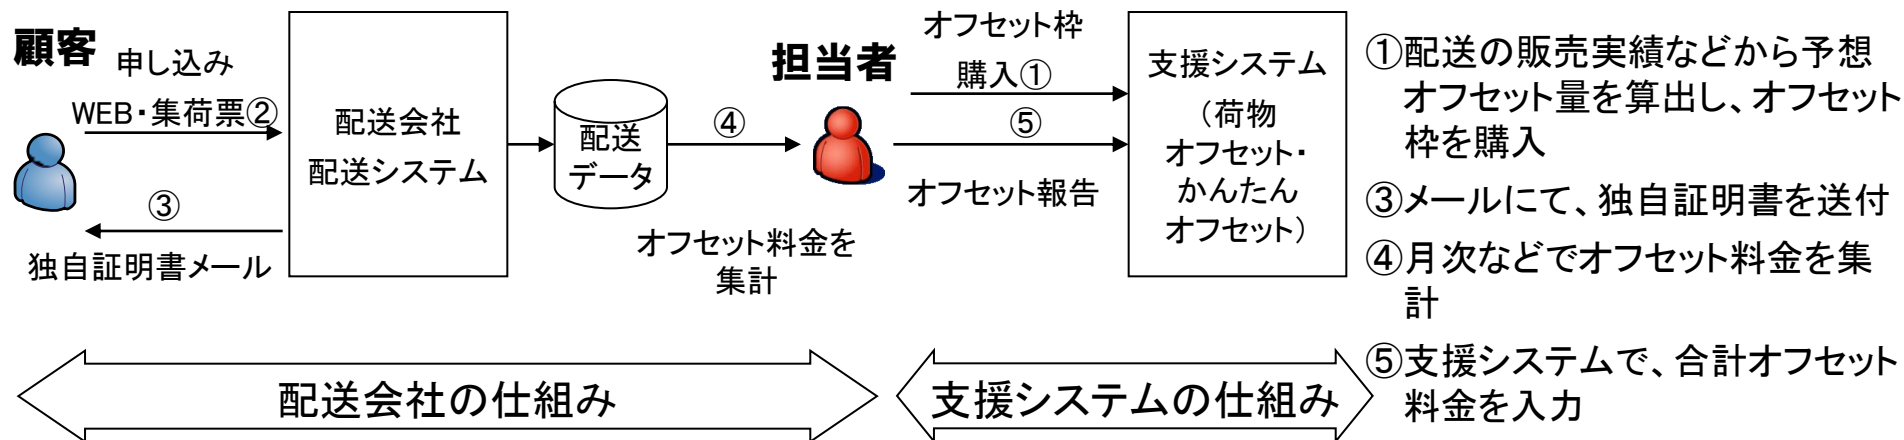 顧客
申し込み
WEB・集荷票②
③
独自証明書メール
配送会社
配送システム
配送
データ
④
オフセット料金を
集計
担当者
オフセット枠
購入①
⑤
オフセット報告
支援システム
（荷物
オフセット・
かんたん
オフセット）
①配送の販売実績などから予想
オフセット量を算出し、オフセット
枠を購入
③メールにて、独自証明書を送付
④月次などでオフセット料金を集
計
⑤支援システムで、合計オフセット
料金を入力
配送会社の仕組み
支援システムの仕組み